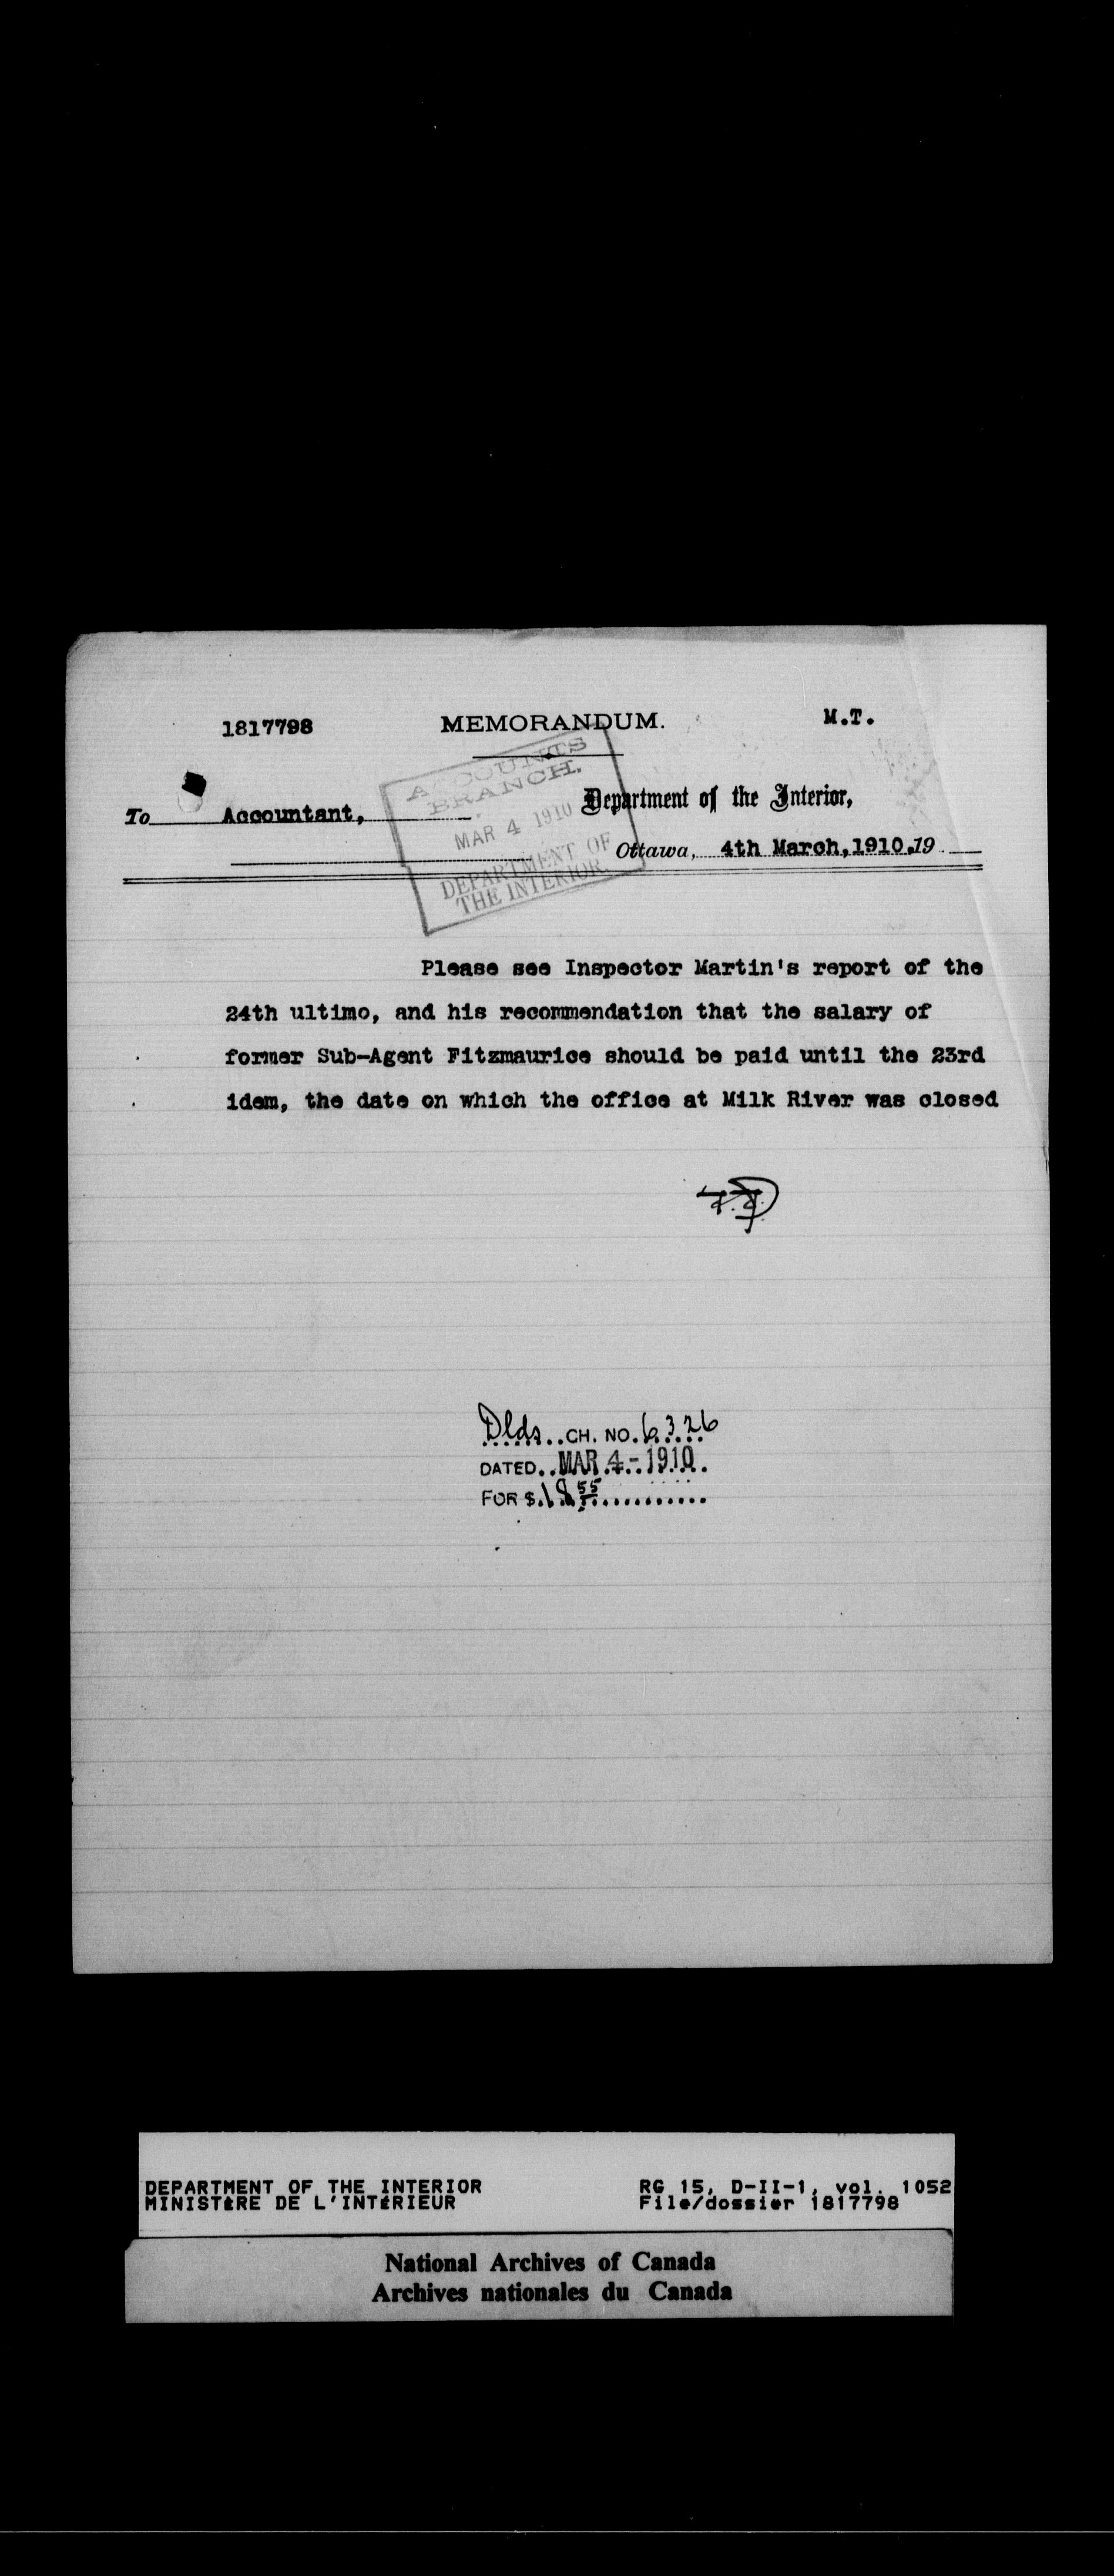 1817798 MEMORANDUM. M.T.
ACCOUNTS
BRANCH.
MAR 4 1910
DEPARTMENT OF
THE INTERIOR.
To Accountant, Department of the Interior,
Ottawa, 4th March, 1910. 19
Please see Inspector Martin's report of the
24th ultimo, and his recommendation that the salary of
former Sub-Agent Fitzmaurice should be paid until the 23rd
idem, the date on which the office at Milk River was closed
Dlds..CH. NO. 6326
DATED..MAR 4-1910..
FOR $.18.55
DEPARTMENT OF THE INTERIOR RG 15, D-II-1, vol. 1052
MINISTÈRE DE L'INTÉRIEUR File/dossier 1817798
National Archives of Canada
Archives nationales du Canada